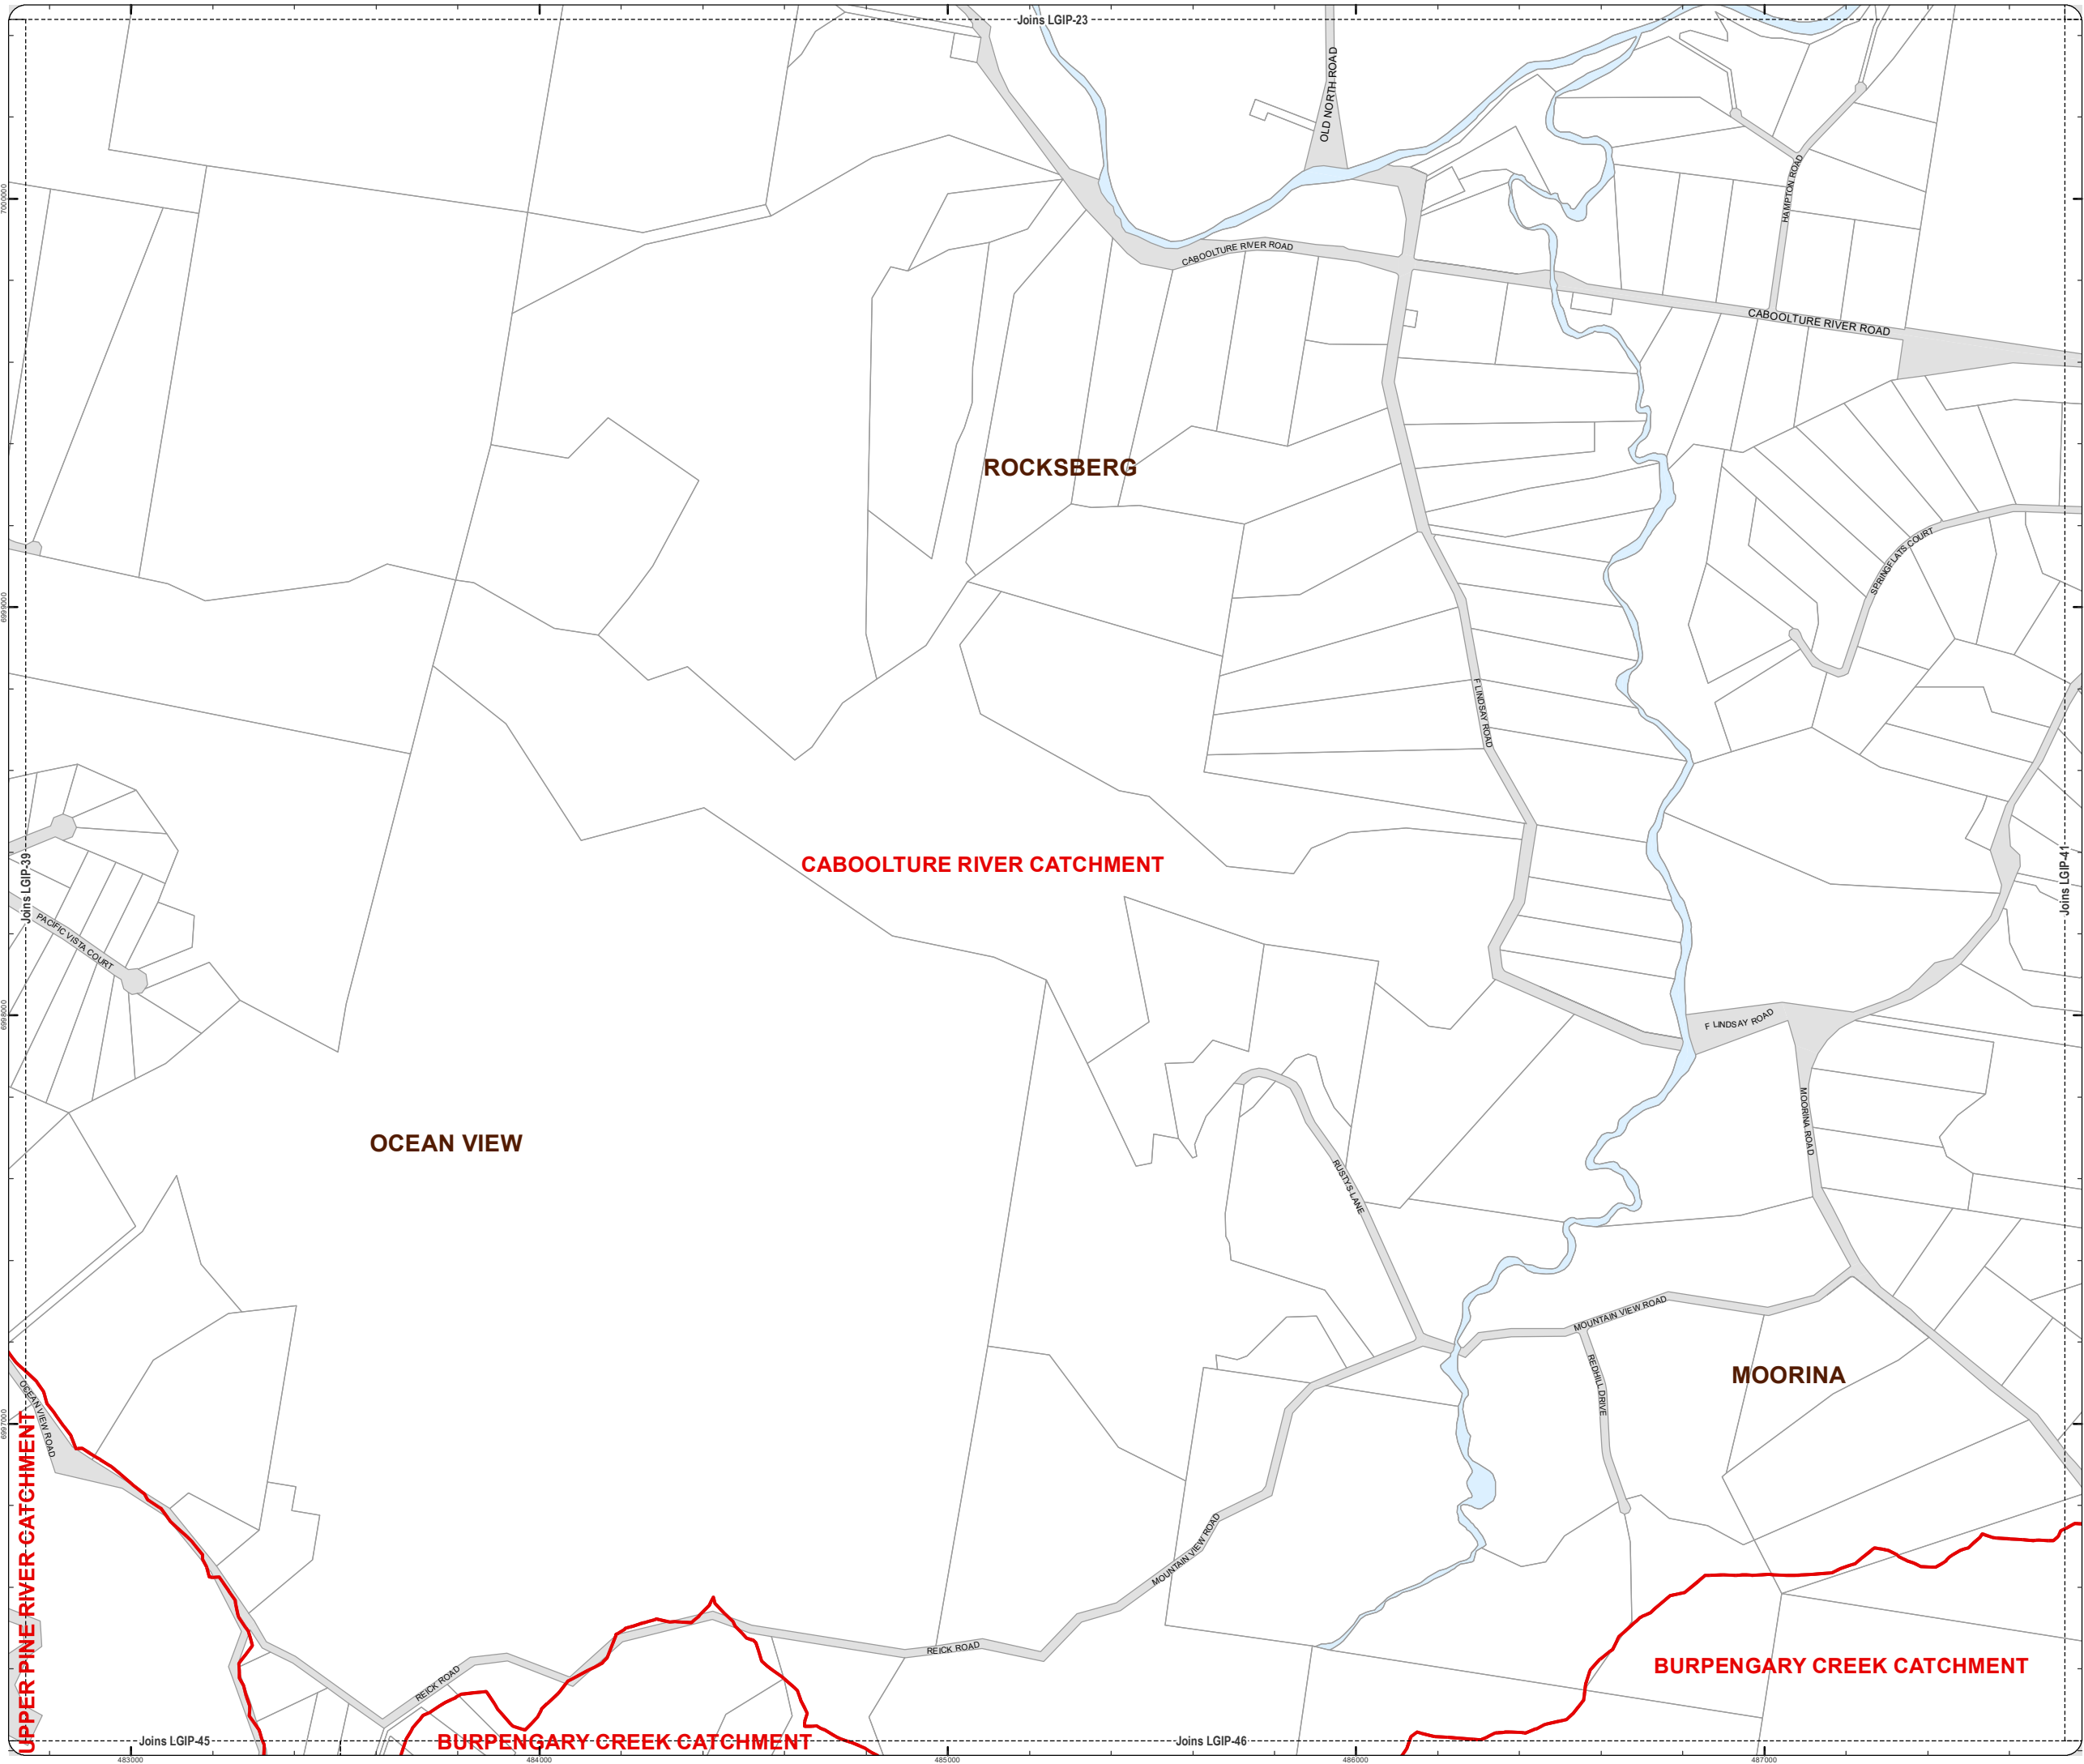 Joins LGIP-23
OLD NORTH ROAD
HAMPTON ROAD
7000000
CABOOLTURE RIVER ROAD
CABOOLTURE RIVER ROAD
ROCKSBERG
SPRINGFLATS COURT
6999000
F LINDSAY ROAD
Joins LGIP-39
CABOOLTURE RIVER CATCHMENT
Joins LGIP-41
PACIFIC VISTA COURT
6998000
F LINDSAY ROAD
MOORINA ROAD
OCEAN VIEW
RUSTYS LANE
MOUNTAIN VIEW ROAD
REDHILL DRIVE
MOORINA
OCEAN VIEW ROAD
6997000
UPPER PINE RIVER CATCHMENT
MOUNTAIN VIEW ROAD
REICK ROAD
REICK ROAD
BURPENGARY CREEK CATCHMENT
Joins LGIP-45
BURPENGARY CREEK CATCHMENT
Joins LGIP-46
483000
484000
485000
486000
487000